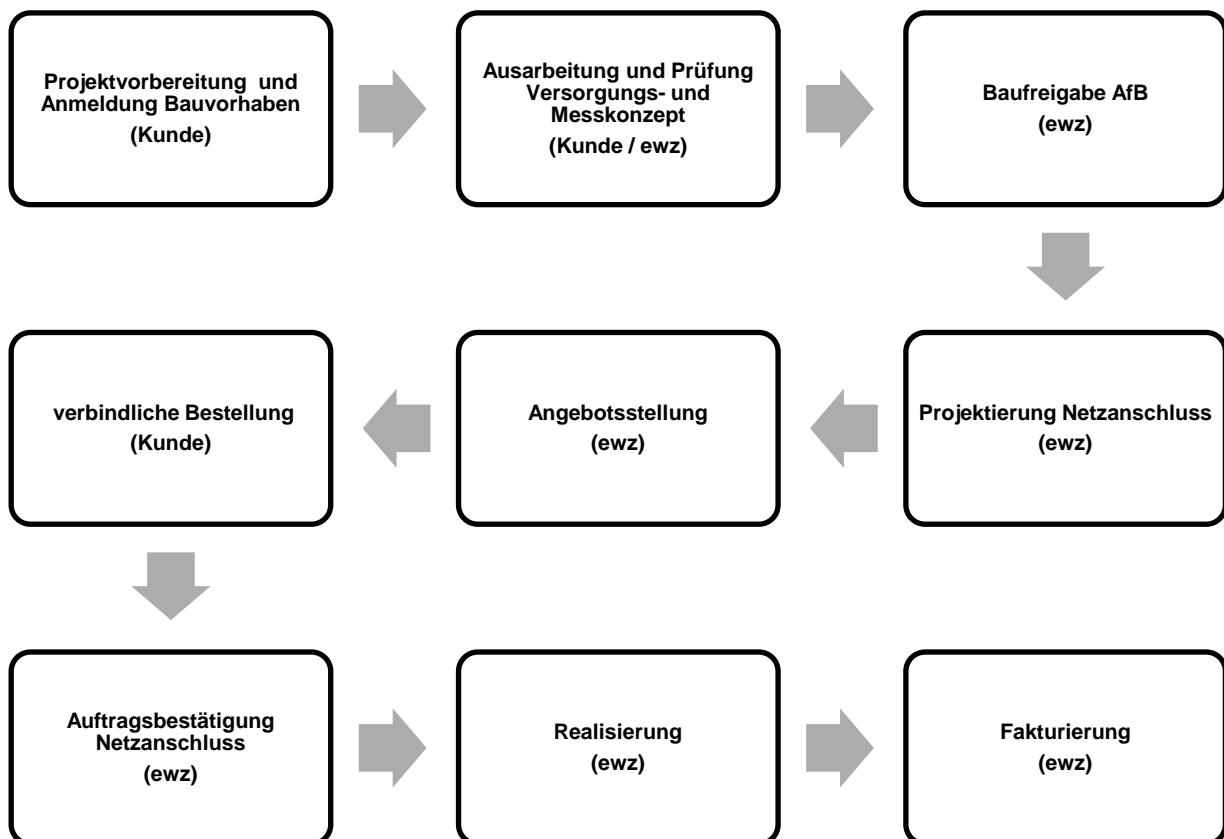 Projektvorbereitung und
Anmeldung Bauvorhaben
(Kunde)
Ausarbeitung und Prüfung
Versorgungs- und
Messkonzept
(Kunde / ewz)
Baufreigabe AfB
(ewz)
Projektierung Netzanschluss
(ewz)
Angebotsstellung
(ewz)
verbindliche Bestellung
(Kunde)
Auftragsbestätigung
Netzanschluss
(ewz)
Realisierung
(ewz)
Fakturierung
(ewz)